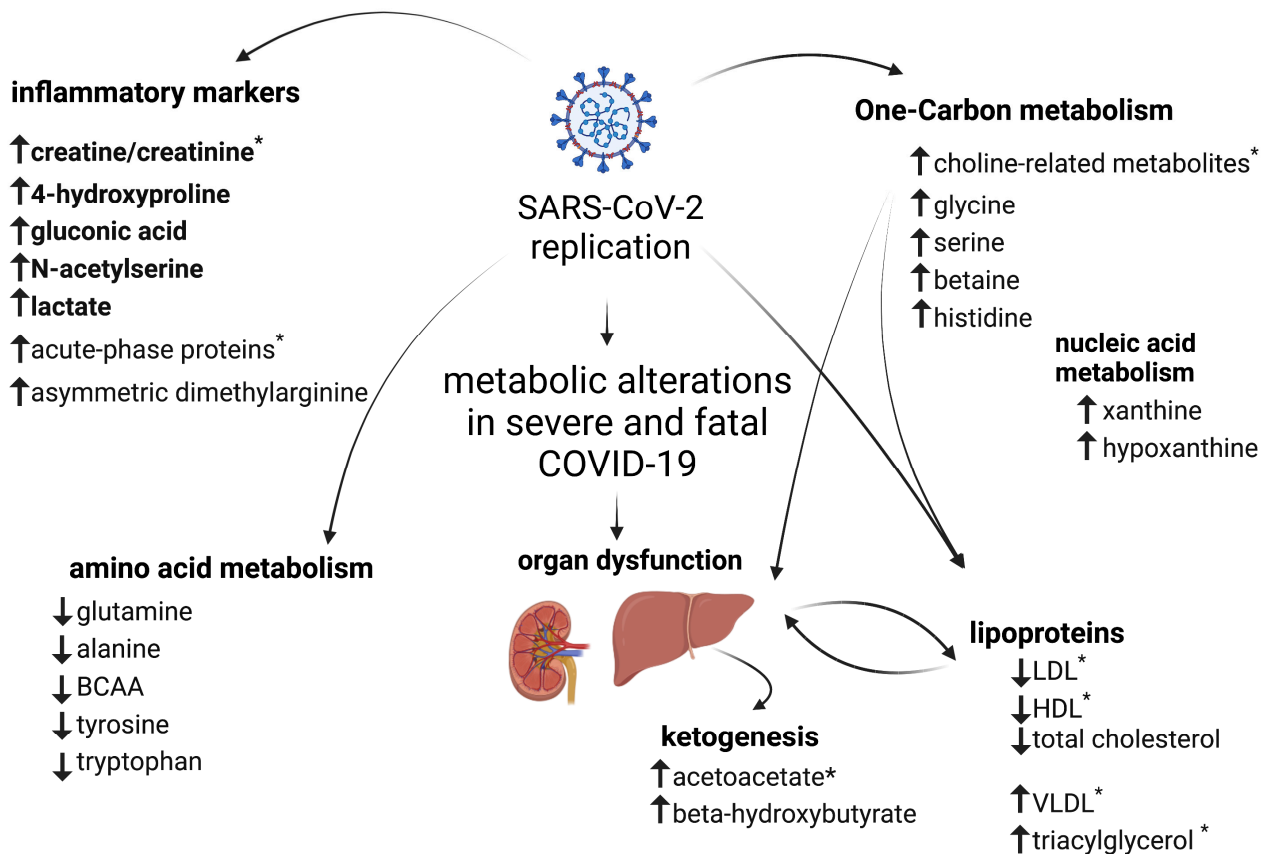 inflammatory markers
↑creatine/creatinine*
↑4-hydroxyproline
↑gluconic acid
↑N-acetylserine
↑lactate
↑acute-phase proteins*
↑asymmetric dimethylarginine
SARS-CoV-2
replication
metabolic alterations
in severe and fatal
COVID-19
One-Carbon metabolism
↑choline-related metabolites*
↑glycine
↑serine
↑betaine
↑histidine
nucleic acid
metabolism
↑ xanthine
↑ hypoxanthine
amino acid metabolism
↓glutamine
↓alanine
↓BCAA
↓tyrosine
↓tryptophan
organ dysfunction
ketogenesis
↑acetoacetate*
↑beta-hydroxybutyrate
lipoproteins
↓LDL*
↓HDL*
↓total cholesterol
↑VLDL*
↑triacylglycerol *